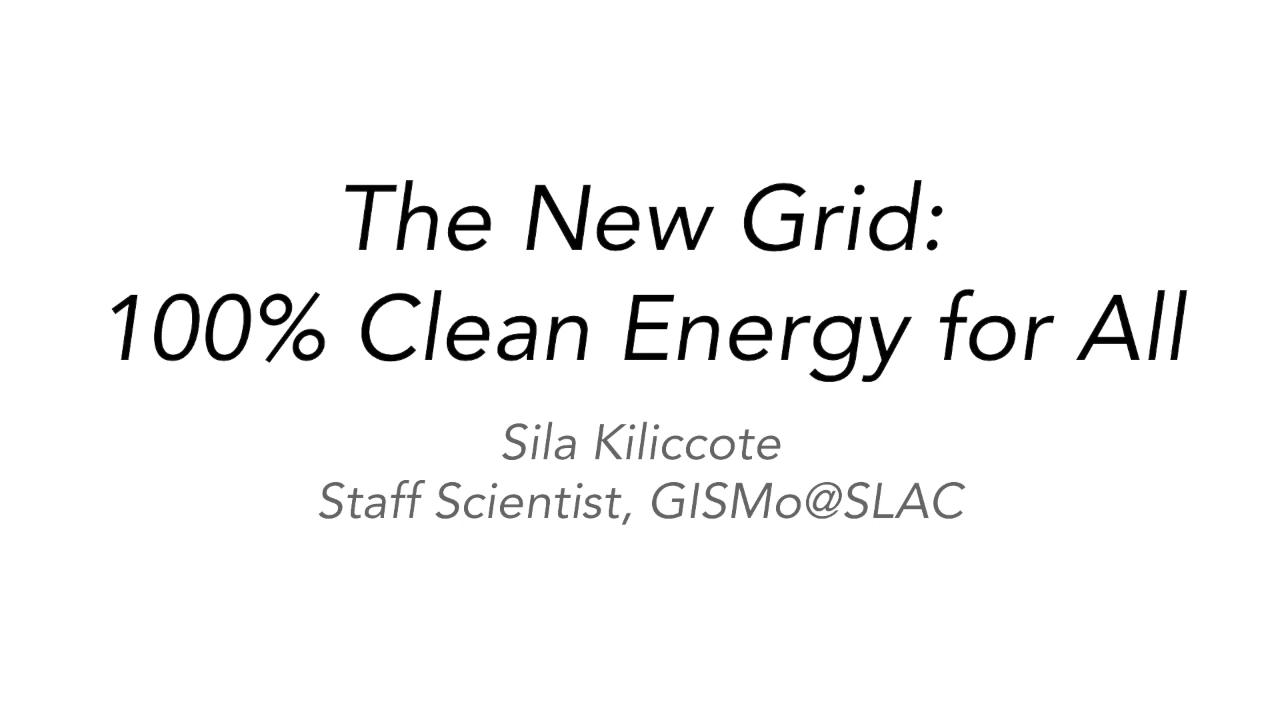 The New Grid:
100% Clean Energy for All
Sila Kiliccote
Staff Scientist, GISMo@SLAC